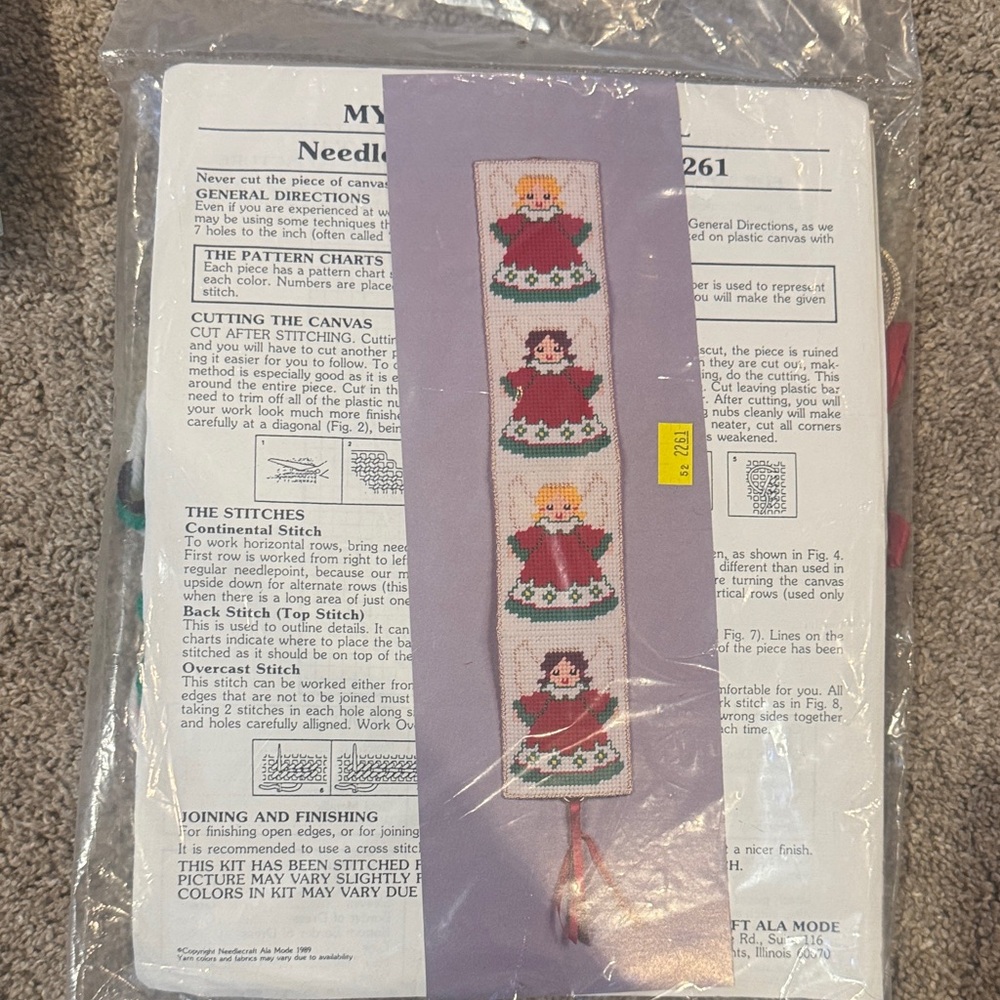 MY
Needle
261
Never cut the piece of canvas
GENERAL DIRECTIONS
Even if you are experienced at w
General Directions, as we
may be using some techniques th
ked on plastic canvas with
7 holes to the inch (often called
THE PATTERN CHARTS
Each piece has a pattern chart
ber is used to represent
each color. Numbers are place
ou will make the given
stitch.
CUTTING THE CANVAS
CUT AFTER STITCHING. Cuttin
scut, the piece is ruined
and you will have to cut another p
n they are cut out, mak-
ing it easier for you to follow. To c
ing, do the cutting. This
method is especially good as it is e
. Cut leaving plastic bar
around the entire piece. Cut in th
r. After cutting, you will
need to trim off all of the plastic nu
g nubs cleanly will make
your work look much more finishe
neater, cut all corners
carefully at a diagonal (Fig. 2), bein
s weakened.
52 2261
1
2
5
THE STITCHES
Continental Stitch
To work horizontal rows, bring nee
en, as shown in Fig. 4.
First row is worked from right to lef
different than used in
regular needlepoint, because our m
re turning the canvas
upside down for alternate rows (this
rtical rows (used only
when there is a long area of just one
Back Stitch (Top Stitch)
This is used to outline details. It can
Fig. 7). Lines on the
charts indicate where to place the ba
of the piece has been
stitched as it should be on top of the
Overcast Stitch
This stitch can be worked either fror
nfortable for you. All
edges that are not to be joined must
rk stitch as in Fig. 8,
taking 2 stitches in each hole along s
wrong sides together
and holes carefully alligned. Work Ov
ach time.
6
JOINING AND FINISHING
For finishing open edges, or for joining
It is recommended to use a cross stitc
a nicer finish.
THIS KIT HAS BEEN STITCHED F
H.
PICTURE MAY VARY SLIGHTLY F
COLORS IN KIT MAY VARY DUE
FT ALA MODE
Rd., Suite 116
hts, Illinois 60070
©Copyright Needlecraft Ala Mode 1989
Yarn colors and fabrics may vary due to availability